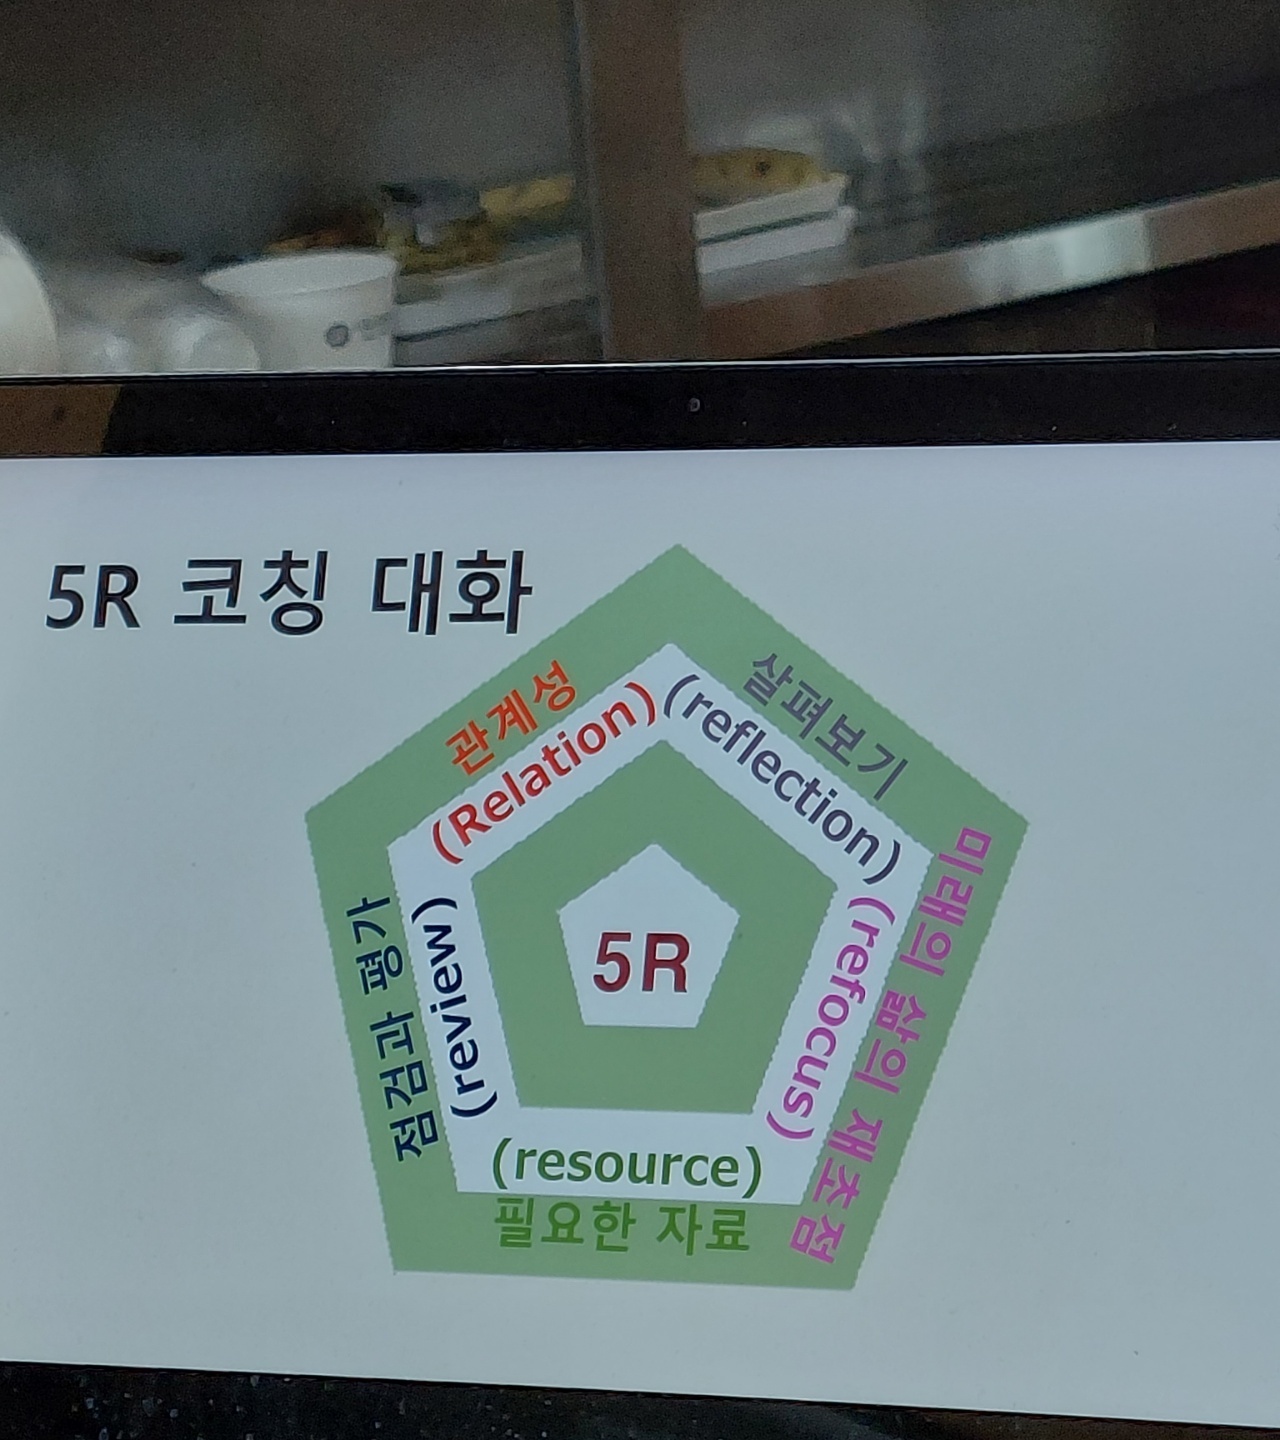 5R 코칭 대화
관계성
(Relation)
살펴보기
(reflection)
미래의 삶의 재초점
(refocus)
(resource)
필요한 자료
점검과 평가
(review)
5R